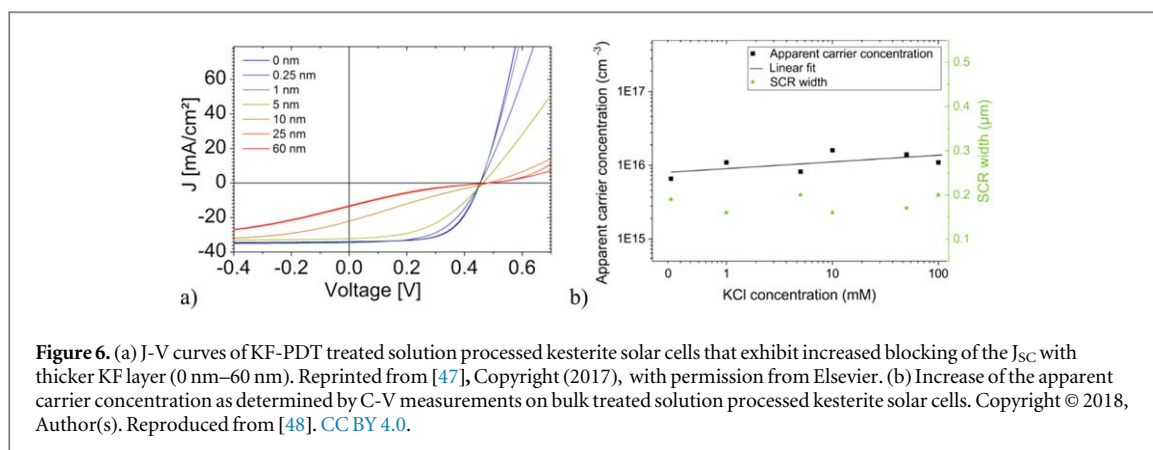 0 nm
0.25 nm
1 nm
5 nm
10 nm
25 nm
60 nm
60
40
20
0
-20
-40
J [mA/cm²]
-0.4 -0.2 0.0 0.2 0.4 0.6
Voltage [V]
a)
Apparent carrier concentration
Linear fit
SCR width
1E17
1E16
1E15
Apparent carrier concentration (cm⁻³)
0.5
0.4
0.3
0.2
0.1
SCR width (μm)
0 1 10 100
KCl concentration (mM)
b)
Figure 6. (a) J-V curves of KF-PDT treated solution processed kesterite solar cells that exhibit increased blocking of the JSC with
thicker KF layer (0 nm–60 nm). Reprinted from [47], Copyright (2017), with permission from Elsevier. (b) Increase of the apparent
carrier concentration as determined by C-V measurements on bulk treated solution processed kesterite solar cells. Copyright © 2018,
Author(s). Reproduced from [48]. CC BY 4.0.